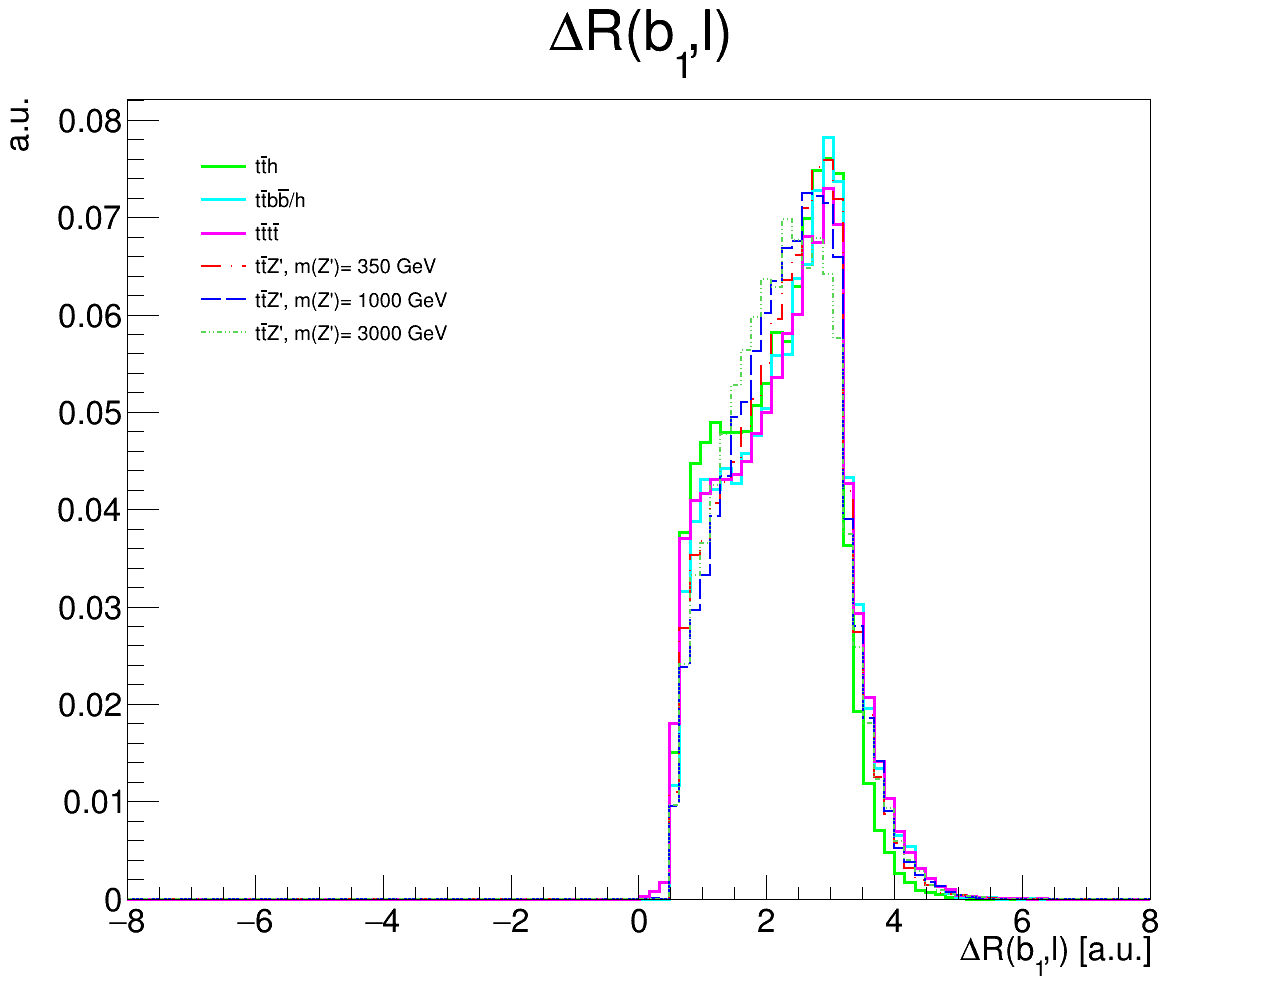 ΔR(b₁,l)
a.u.
0.08
0.07
0.06
0.05
0.04
0.03
0.02
0.01
0
tt̄h
tt̄bb̄/h
tt̄tt̄
tt̄Z', m(Z')= 350 GeV
tt̄Z', m(Z')= 1000 GeV
tt̄Z', m(Z')= 3000 GeV
−8 −6 −4 −2 0 2 4 6 8
ΔR(b₁,l) [a.u.]